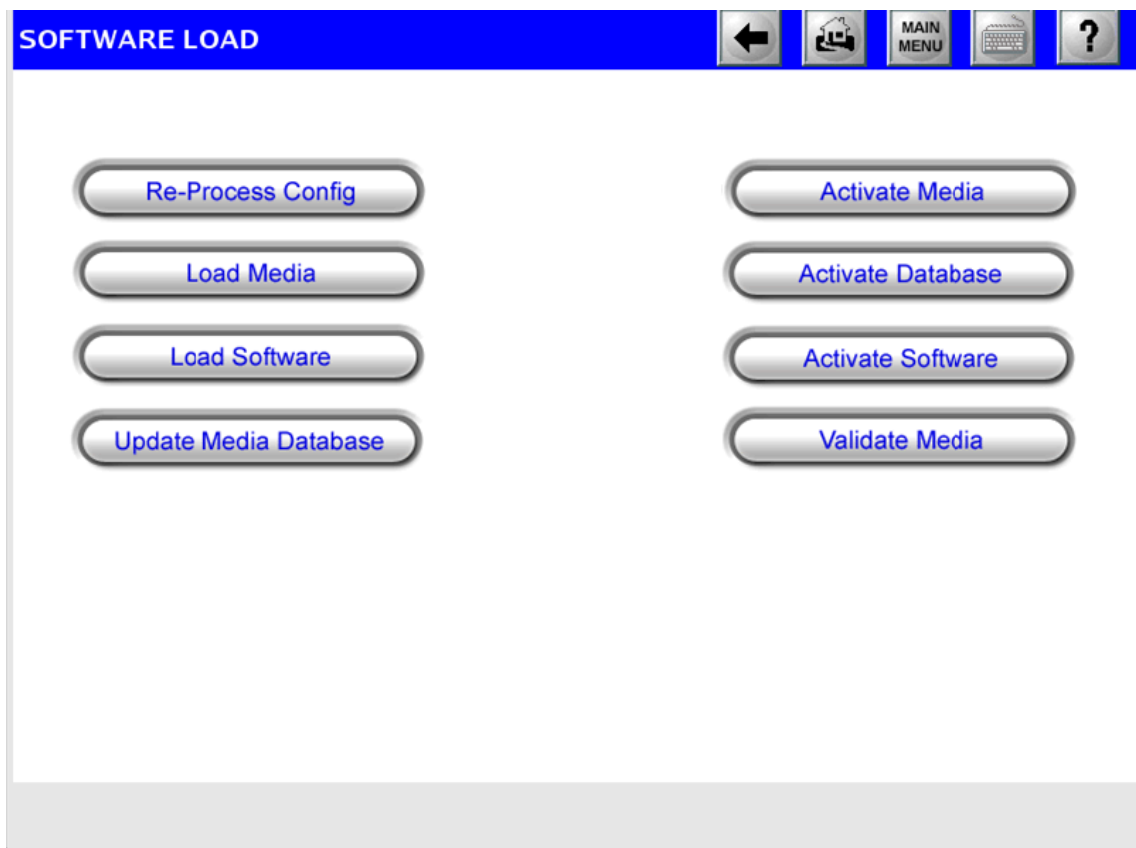 SOFTWARE LOAD
MAIN
MENU
?
Re-Process Config
Activate Media
Load Media
Activate Database
Load Software
Activate Software
Update Media Database
Validate Media